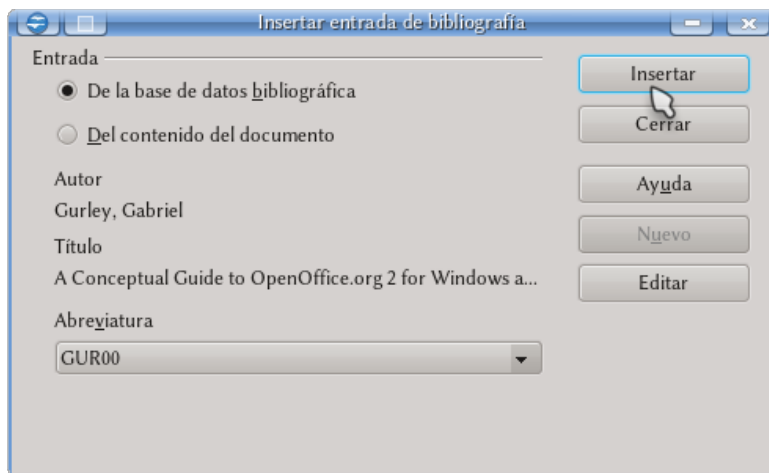 Insertar entrada de bibliografía
Entrada
De la base de datos bibliográfica
Del contenido del documento
Autor
Gurley, Gabriel
Título
A Conceptual Guide to OpenOffice.org 2 for Windows a...
Abreviatura
GUR00
Insertar
Cerrar
Ayuda
Nuevo
Editar